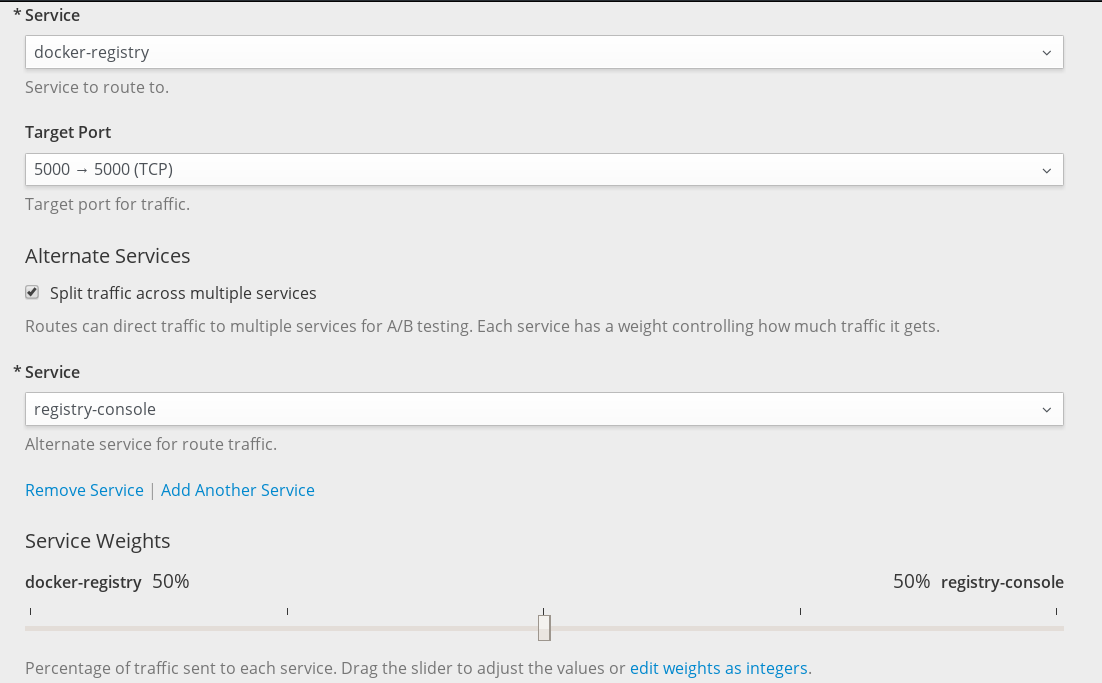 * Service
docker-registry
Service to route to.
Target Port
5000 → 5000 (TCP)
Target port for traffic.
Alternate Services
Split traffic across multiple services
Routes can direct traffic to multiple services for A/B testing. Each service has a weight controlling how much traffic it gets.
* Service
registry-console
Alternate service for route traffic.
Remove Service | Add Another Service
Service Weights
docker-registry 50% 50% registry-console
Percentage of traffic sent to each service. Drag the slider to adjust the values or edit weights as integers.